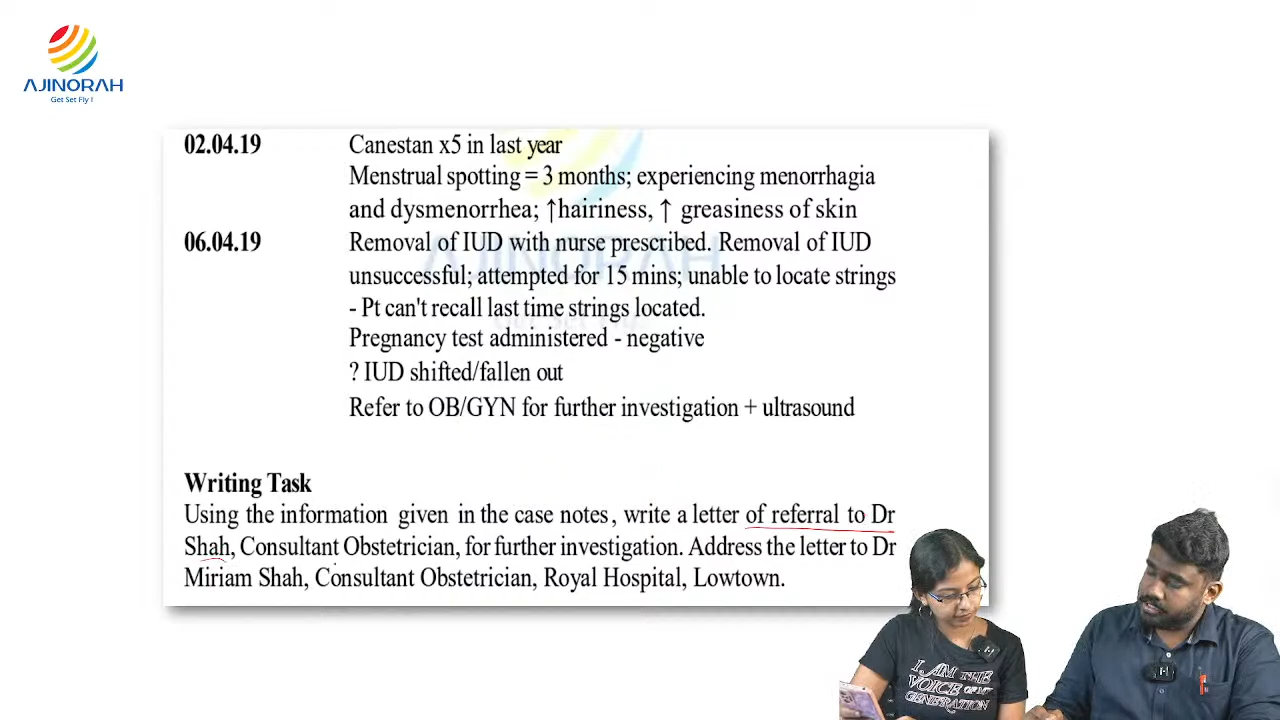 AJINORAH
Get Set Fly !
02.04.19 Canestan x5 in last year
Menstrual spotting = 3 months; experiencing menorrhagia
and dysmenorrhea; ↑hairiness, ↑ greasiness of skin
06.04.19 Removal of IUD with nurse prescribed. Removal of IUD
unsuccessful; attempted for 15 mins; unable to locate strings
- Pt can't recall last time strings located.
Pregnancy test administered - negative
? IUD shifted/fallen out
Refer to OB/GYN for further investigation + ultrasound
Writing Task
Using the information given in the case notes, write a letter of referral to Dr
Shah, Consultant Obstetrician, for further investigation. Address the letter to Dr
Miriam Shah, Consultant Obstetrician, Royal Hospital, Lowtown.
I AM THE
VOICE OF MY
GENERATION